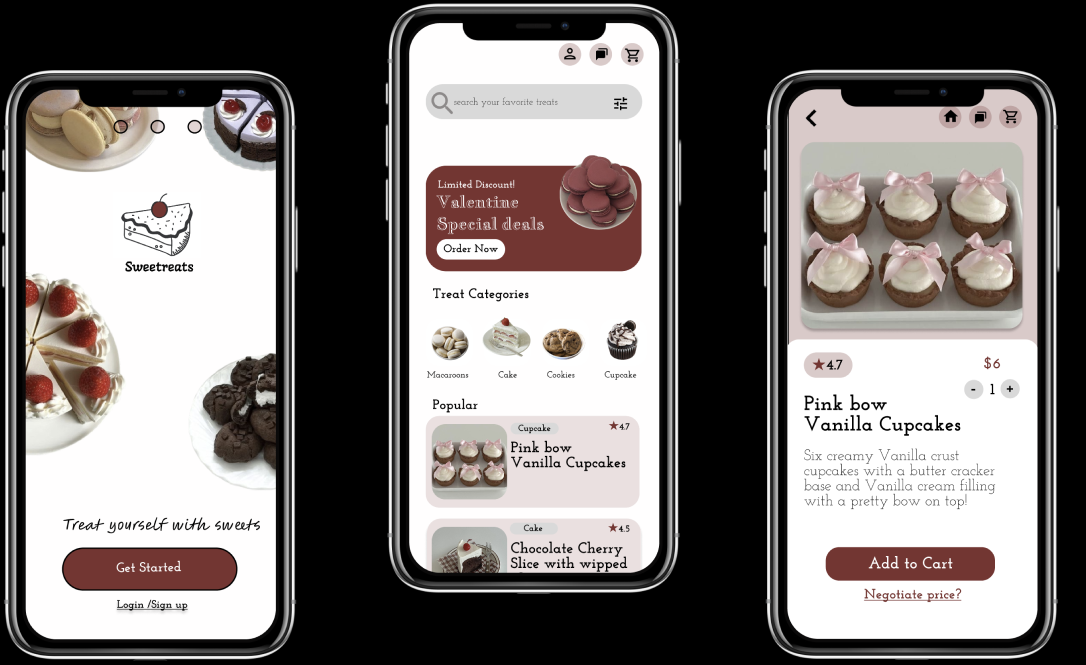 Sweetreats
Treat yourself with sweets
Get Started
Login /Sign up
search your favorite treats
Limited Discount!
Valentine
Special deals
Order Now
Treat Categories
Macaroons Cake Cookies Cupcake
Popular
Cupcake ★4.7
Pink bow
Vanilla Cupcakes
Cake ★4.5
Chocolate Cherry
Slice with wipped
★4.7
$6
- 1 +
Pink bow
Vanilla Cupcakes
Six creamy Vanilla crust
cupcakes with a butter cracker
base and Vanilla cream filling
with a pretty bow on top!
Add to Cart
Negotiate price?